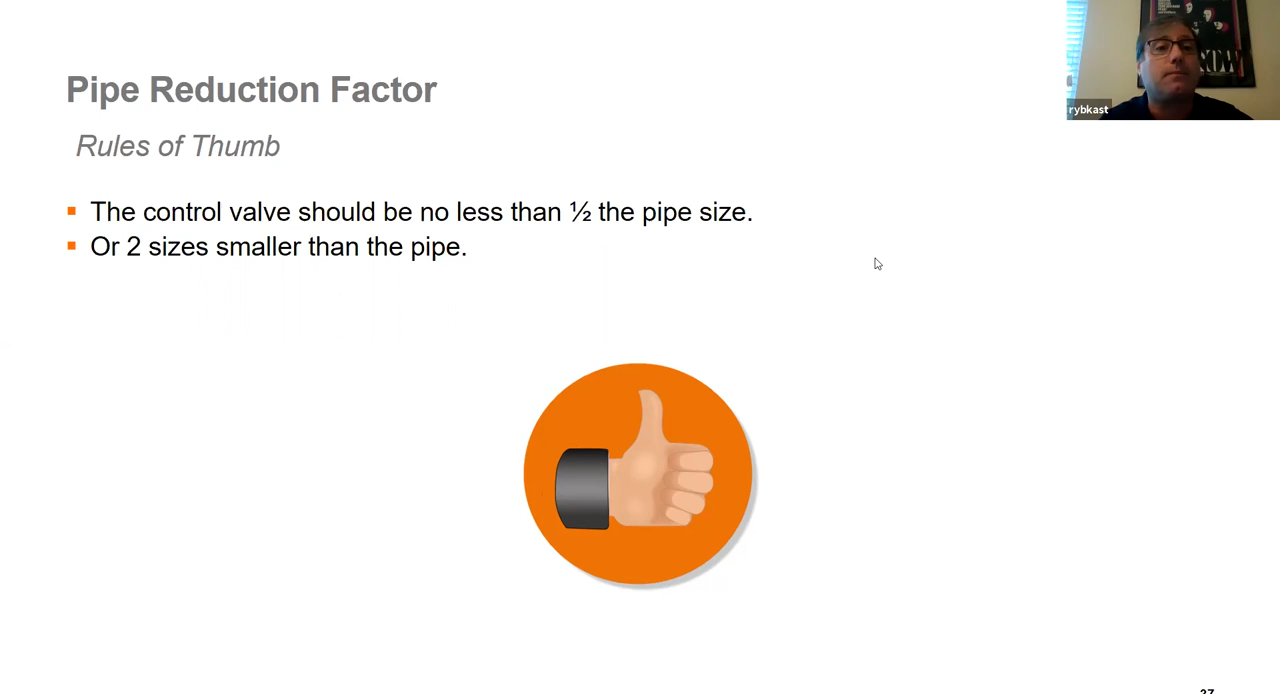 Pipe Reduction Factor
Rules of Thumb
The control valve should be no less than ½ the pipe size.
Or 2 sizes smaller than the pipe.
rybkast
27